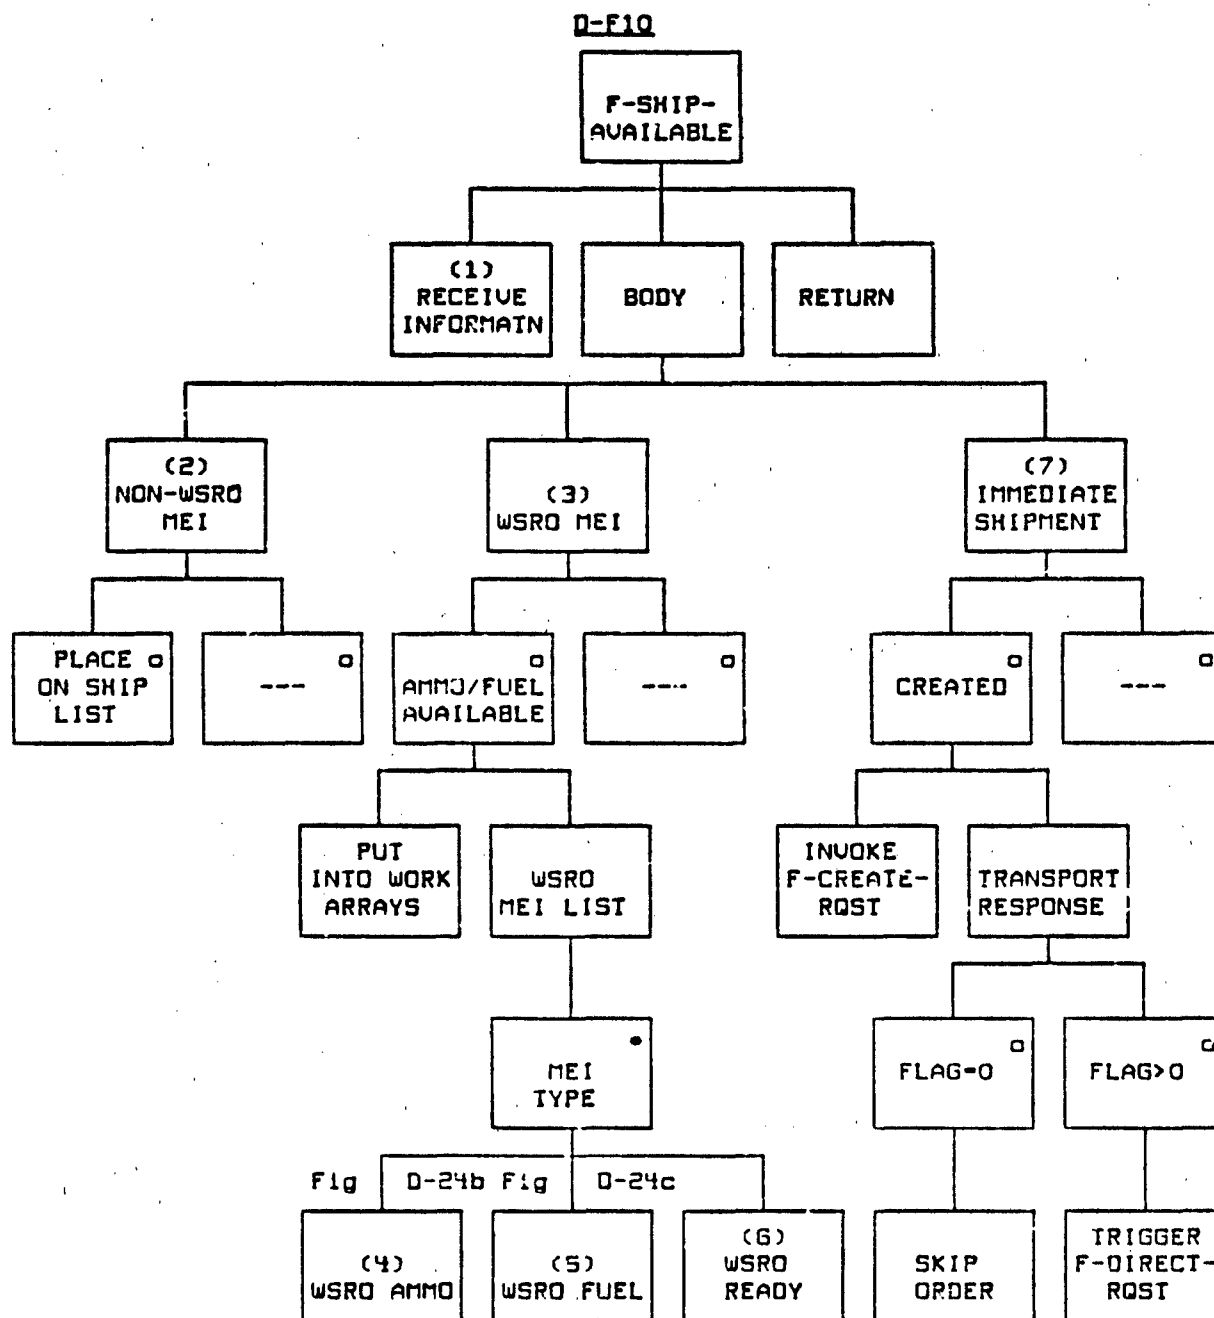 D-F10
F-SHIP-
AVAILABLE
(1)
RECEIVE
INFORMATN
BODY
RETURN
(2)
NON-WSRO
MEI
(3)
WSRO MEI
(7)
IMMEDIATE
SHIPMENT
PLACE o
ON SHIP
LIST
o
---
o
AMMO/FUEL
AVAILABLE
o
---
o
CREATED
o
---
PUT
INTO WORK
ARRAYS
WSRO
MEI LIST
INVOKE
F-CREATE-
RQST
TRANSPORT
RESPONSE
*
MEI
TYPE
o
FLAG=0
o
FLAG>0
Fig D-24b Fig D-24c
(4)
WSRO AMMO
(5)
WSRO FUEL
(6)
WSRO
READY
SKIP
ORDER
TRIGGER
F-DIRECT-
RQST